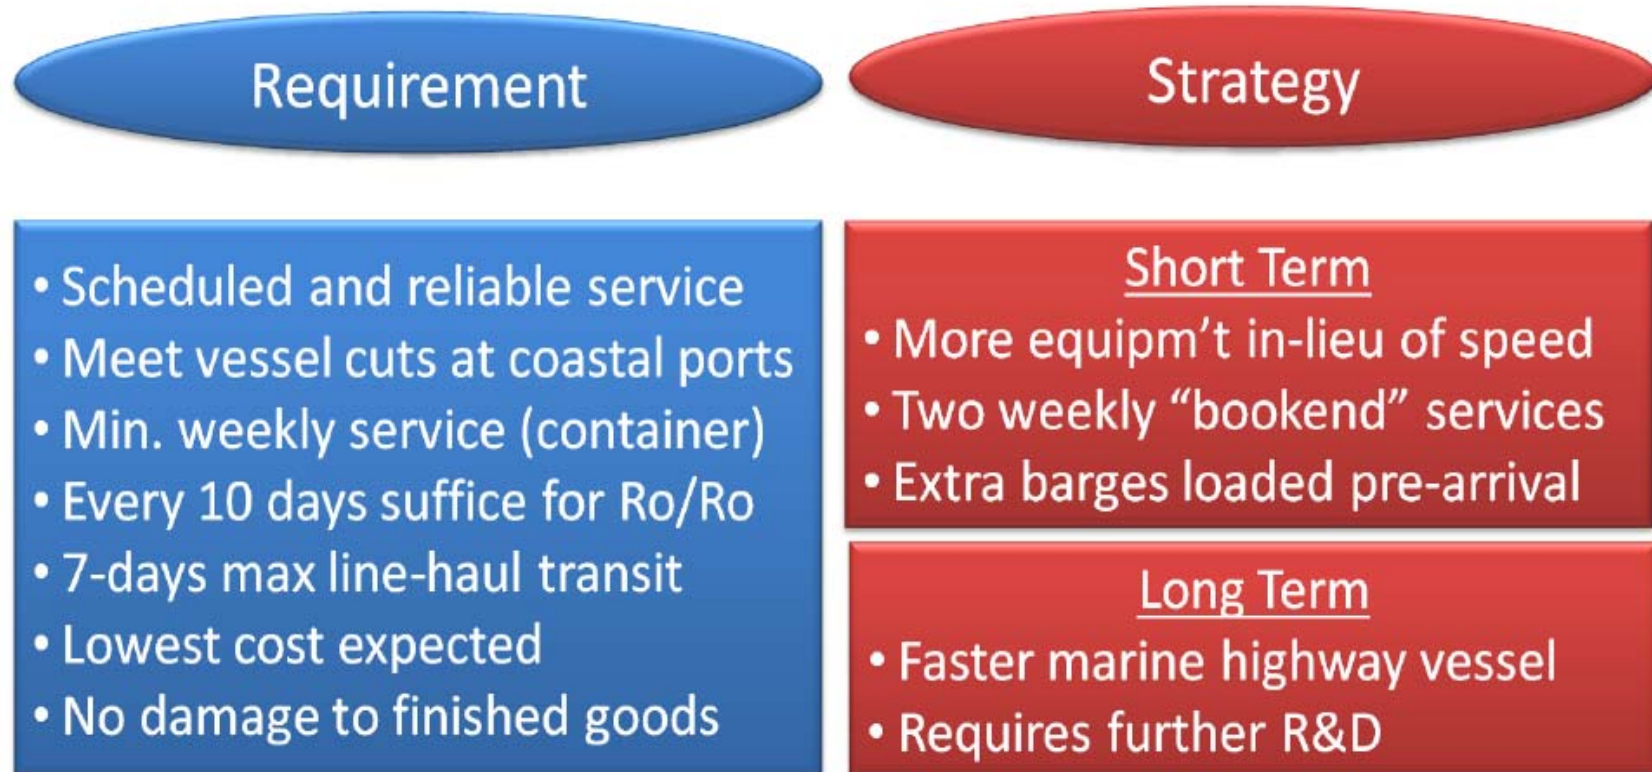 Requirement
• Scheduled and reliable service
• Meet vessel cuts at coastal ports
• Min. weekly service (container)
• Every 10 days suffice for Ro/Ro
• 7-days max line-haul transit
• Lowest cost expected
• No damage to finished goods
Strategy
Short Term
• More equipm’t in-lieu of speed
• Two weekly “bookend” services
• Extra barges loaded pre-arrival
Long Term
• Faster marine highway vessel
• Requires further R&D